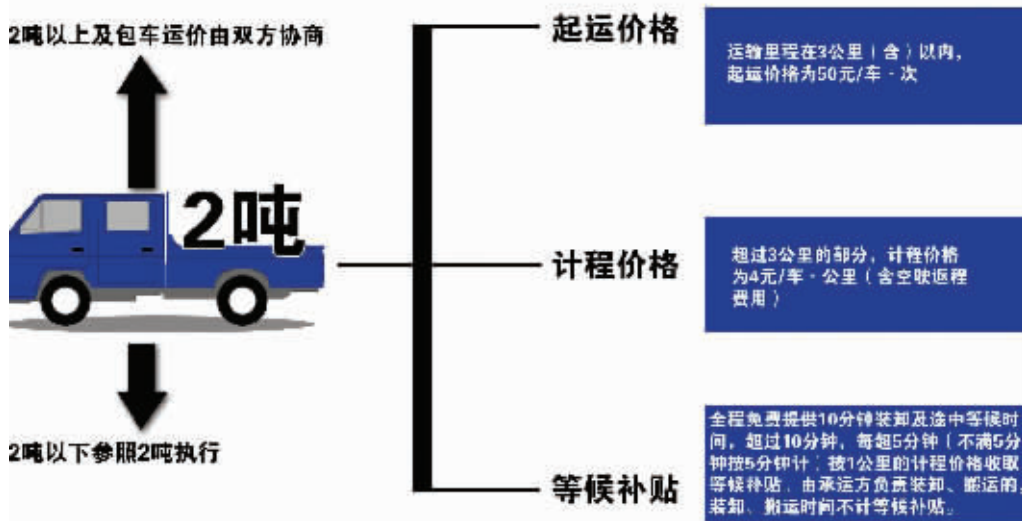 2吨以上及包车运价由双方协商
2吨
2吨以下参照2吨执行
起运价格
运输里程在3公里（含）以内，
起运价格为50元/车·次
计程价格
超过3公里的部分，计程价格
为4元/车·公里（含空驶返程
费用）
等候补贴
全程免费提供10分钟装卸及途中等候时
间，超过10分钟，每超5分钟（不满5分
钟按5分钟计）按1公里的计程价格收取
等候补贴。由承运方负责装卸、搬运的，
装卸、搬运时间不计等候补贴。